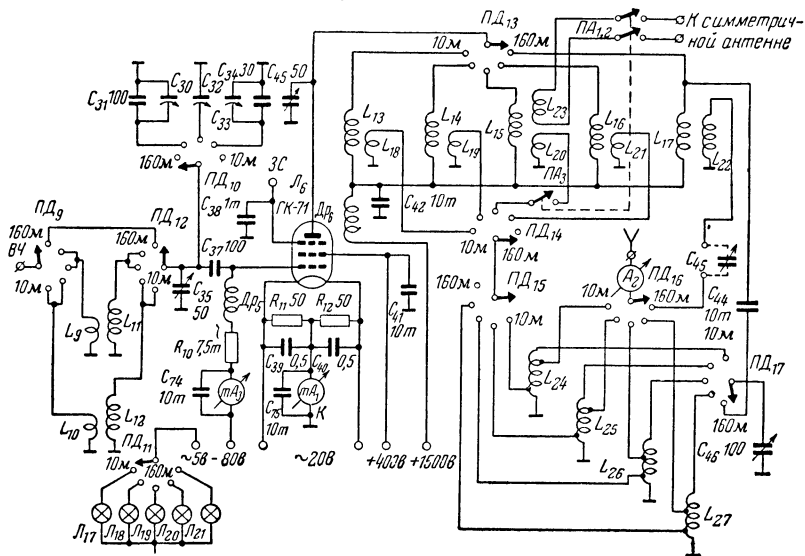 ПД₁₃
ПА₁,₂
К симметрич-
ной антенне
10м
160м
C₃₁ 100
C₃₀
C₃₂
C₃₄ 30
C₃₃
C₄₅ 50
L₁₃
L₁₈
L₁₄
L₁₉
L₁₅
L₂₃
L₂₀
L₁₆
L₂₁
L₁₇
L₂₂
160м
10м
ПД₁₀
3С
Л₆
ГК-71
Др₆
C₃₈ 1т
C₄₂
10т
ПА₃
ПД₉
160м
ВЧ
10м
ПД₁₂
160м
10м
C₃₇ 100
C₃₅
50
ПД₁₄
10м
160м
ПД₁₅
160м
10м
A₂
ПД₁₆
10м
160м
C₄₅
C₄₄
10т
10м
L₉
L₁₁
Др₅
R₁₁ 50
R₁₂ 50
C₄₁
10т
R₁₀ 7,5т
C₃₉ 0,5
C₄₀ 0,5
C₇₄
10т
mA₂
C₇₅
10т
mA₁
К
L₁₀
L₁₂
L₂₄
L₂₅
L₂₆
L₂₇
ПД₁₇
160м
C₄₆ 100
ПД₁₁
10м
160м
~5в
-80в
~20в
+400в
+1500в
Л₁₇
Л₁₈
Л₁₉
Л₂₀
Л₂₁